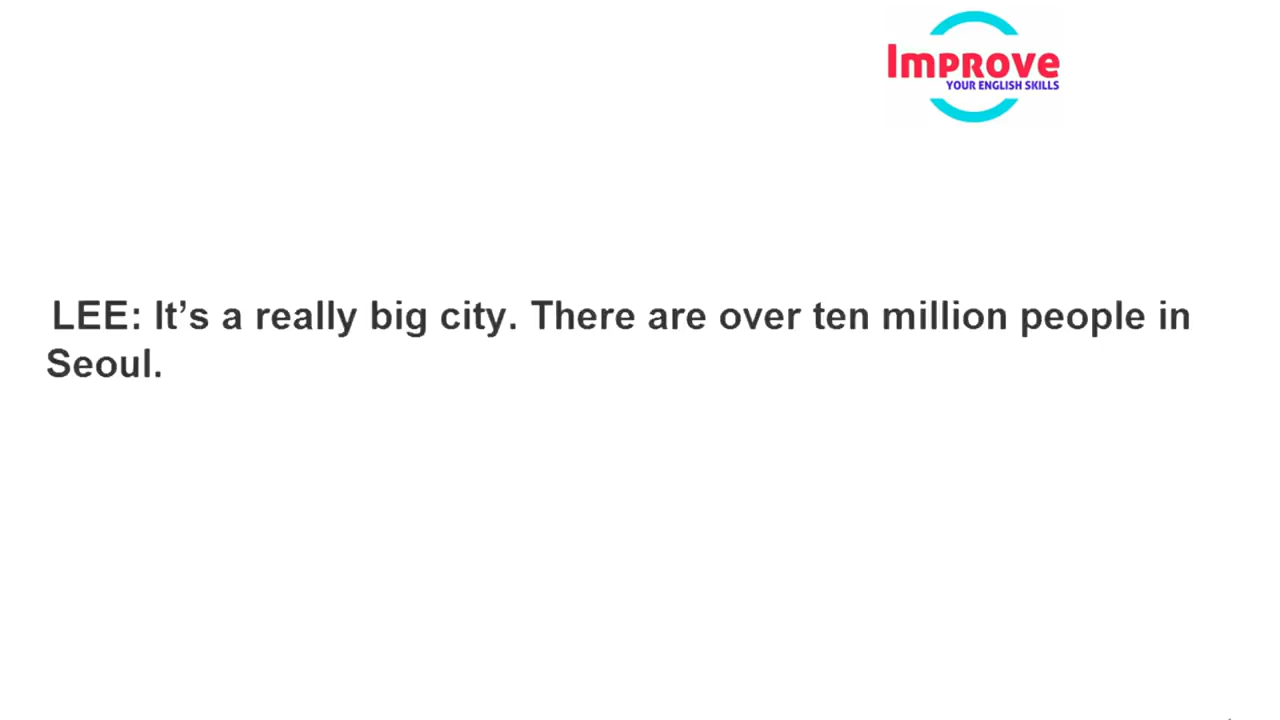 Improve
YOUR ENGLISH SKILLS
LEE: It’s a really big city. There are over ten million people in
Seoul.